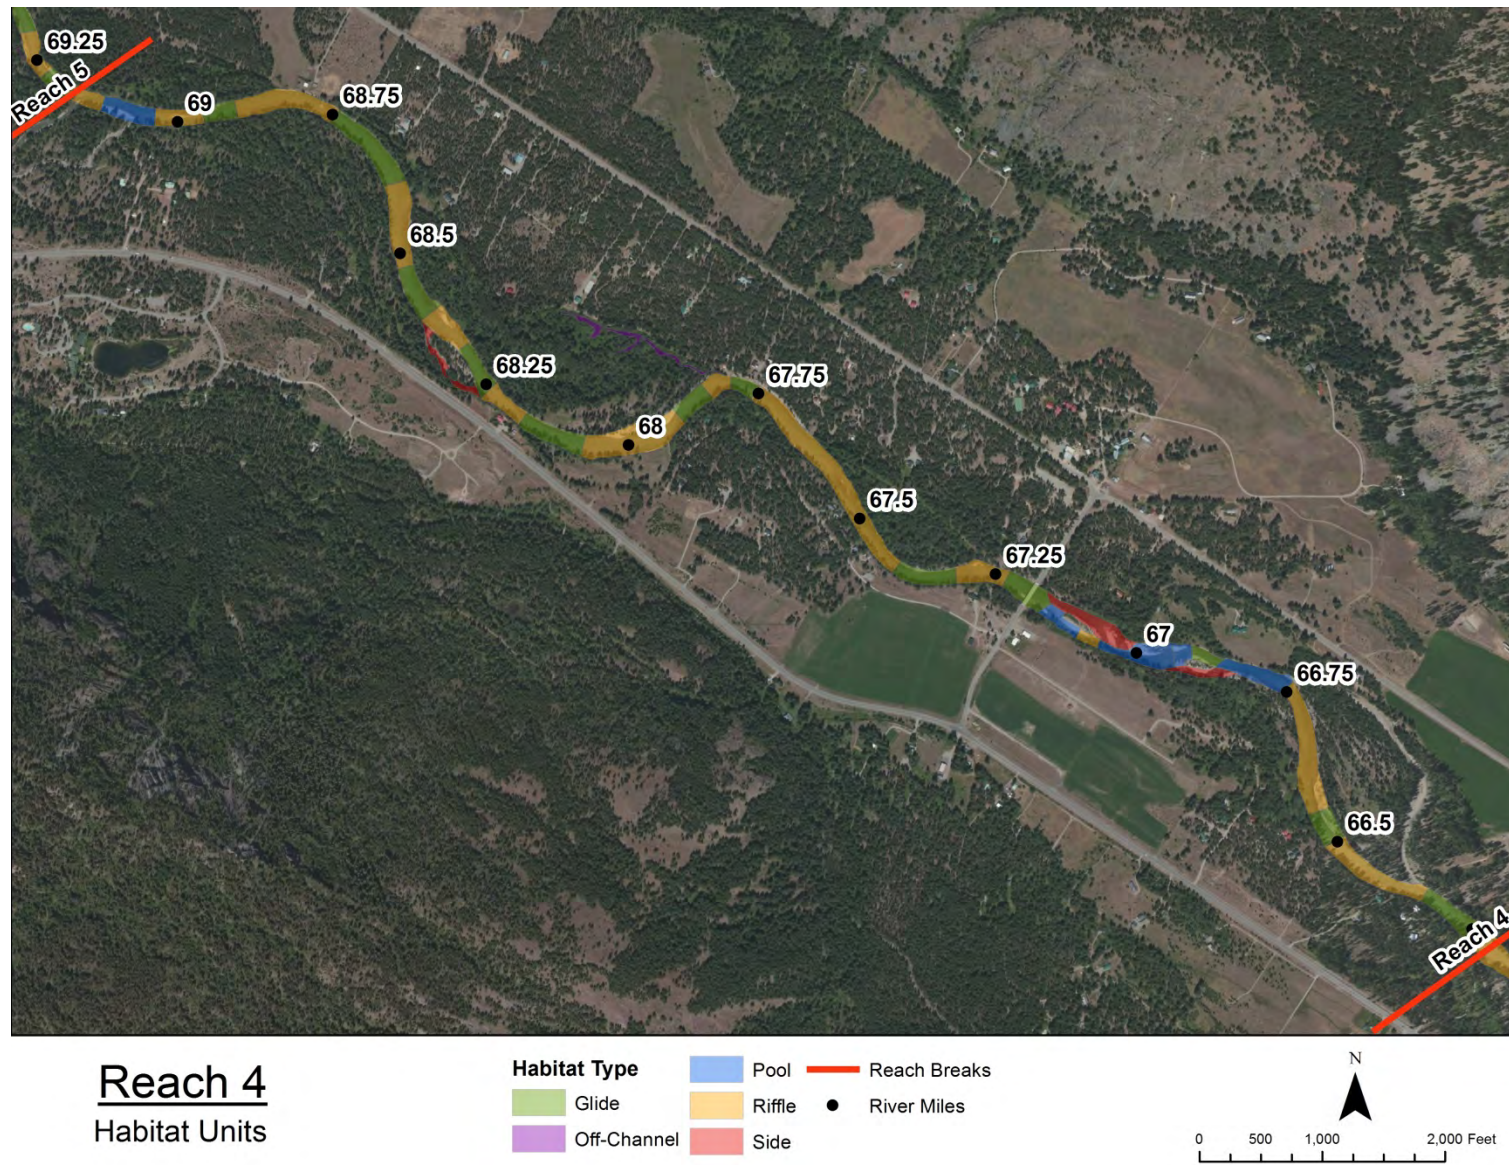 69.25
Reach 5
69
68.75
68.5
68.25
68
67.75
67.5
67.25
67
66.75
66.5
Reach 4
Reach 4
Habitat Units
Habitat Type
Glide
Off-Channel
Pool
Riffle
Side
Reach Breaks
River Miles
N
0 500 1,000 2,000 Feet